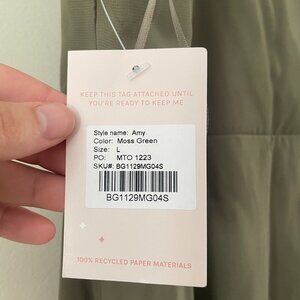 KEEP THIS TAG ATTACHED UNTIL
YOU'RE READY TO KEEP ME
Style name: Amy
Color: Moss Green
Size: L
PO: MTO 1223
SKU#: BG1129MG04S
BG1129MG04S
100% RECYCLED PAPER MATERIALS